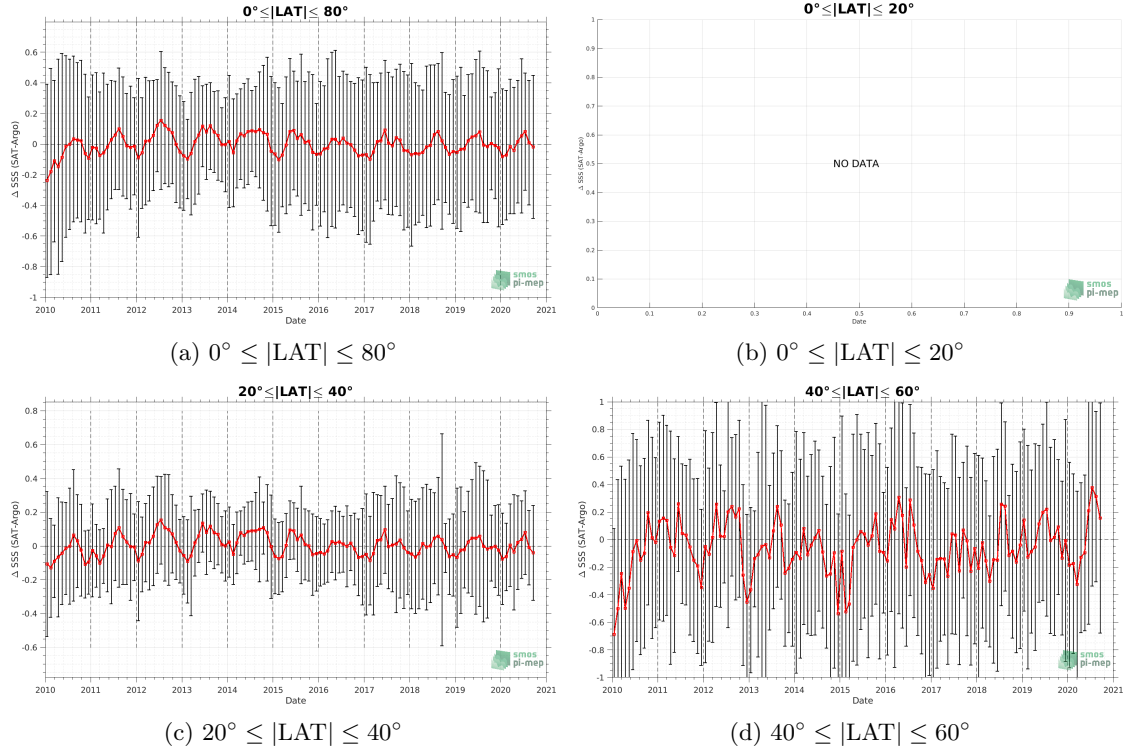 0°≤|LAT|≤ 80°
Δ SSS (SAT-Argo)
0.6
0.4
0.2
0
-0.2
-0.4
-0.6
-0.8
-1
2010 2011 2012 2013 2014 2015 2016 2017 2018 2019 2020 2021
Date
smos
pi-mep
(a) 0° ≤ |LAT| ≤ 80°
0°≤|LAT|≤ 20°
Δ SSS (SAT-Argo)
1
0.9
0.8
0.7
0.6
0.5
0.4
0.3
0.2
0.1
0
NO DATA
0 0.1 0.2 0.3 0.4 0.5 0.6 0.7 0.8 0.9 1
Date
smos
pi-mep
(b) 0° ≤ |LAT| ≤ 20°
20°≤|LAT|≤ 40°
Δ SSS (SAT-Argo)
0.8
0.6
0.4
0.2
0
-0.2
-0.4
-0.6
2010 2011 2012 2013 2014 2015 2016 2017 2018 2019 2020 2021
Date
smos
pi-mep
(c) 20° ≤ |LAT| ≤ 40°
40°≤|LAT|≤ 60°
Δ SSS (SAT-Argo)
1
0.8
0.6
0.4
0.2
0
-0.2
-0.4
-0.6
-0.8
-1
2010 2011 2012 2013 2014 2015 2016 2017 2018 2019 2020 2021
Date
smos
pi-mep
(d) 40° ≤ |LAT| ≤ 60°